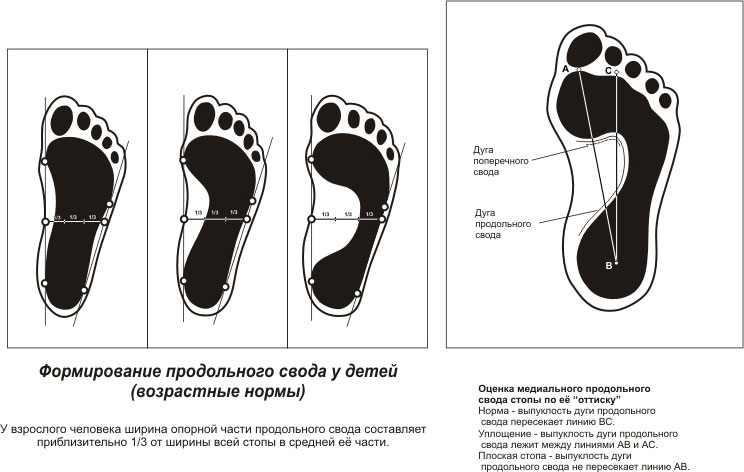 1/3 1/3 1/3
1/3 1/3 1/3
1/3 1/3 1/3
Формирование продольного свода у детей
(возрастные нормы)
У взрослого человека ширина опорной части продольного свода составляет
приблизительно 1/3 от ширины всей стопы в средней её части.
A C
Дуга
поперечного
свода
Дуга
продольного
свода
B
Оценка медиального продольного
свода стопы по её “оттиску”
Норма - выпуклость дуги продольного
свода пересекает линию ВС.
Уплощение - выпуклость дуги продольного
свода лежит между линиями АВ и АС.
Плоская стопа - выпуклость дуги
продольного свода не пересекает линию АВ.